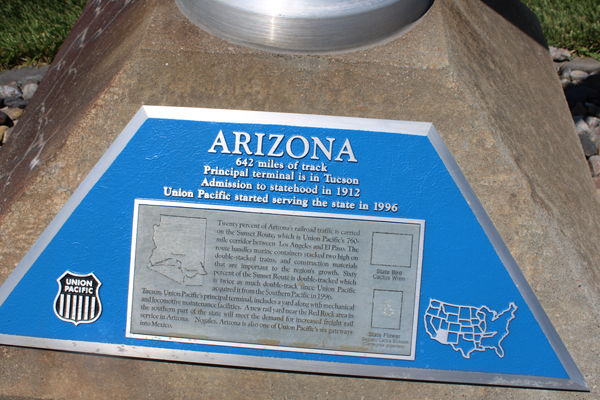 ARIZONA
642 miles of track
Principal terminal is in Tucson
Admission to statehood in 1912
Union Pacific started serving the state in 1996
Twenty percent of Arizona's railroad traffic is carried
on the Sunset Route, which is Union Pacific's 760-
mile corridor between Los Angeles and El Paso. The
route handles marine containers stacked two high on
double-stacked trains, and construction materials
that are important to the region's growth. Sixty
percent of the Sunset Route is double-track which
is twice as much double-track since Union Pacific
acquired it from the Southern Pacific in 1996.
Tucson, Union Pacific's principal terminal, includes a yard along with mechanical
and locomotive maintenance facilities. A new rail yard near the Red Rock area in
the southern part of the state will meet the demand for increased freight rail
service in Arizona. Nogales, Arizona is also one of Union Pacific's six gateways
into Mexico.
State Bird
Cactus Wren
State Flower
UNION
PACIFIC